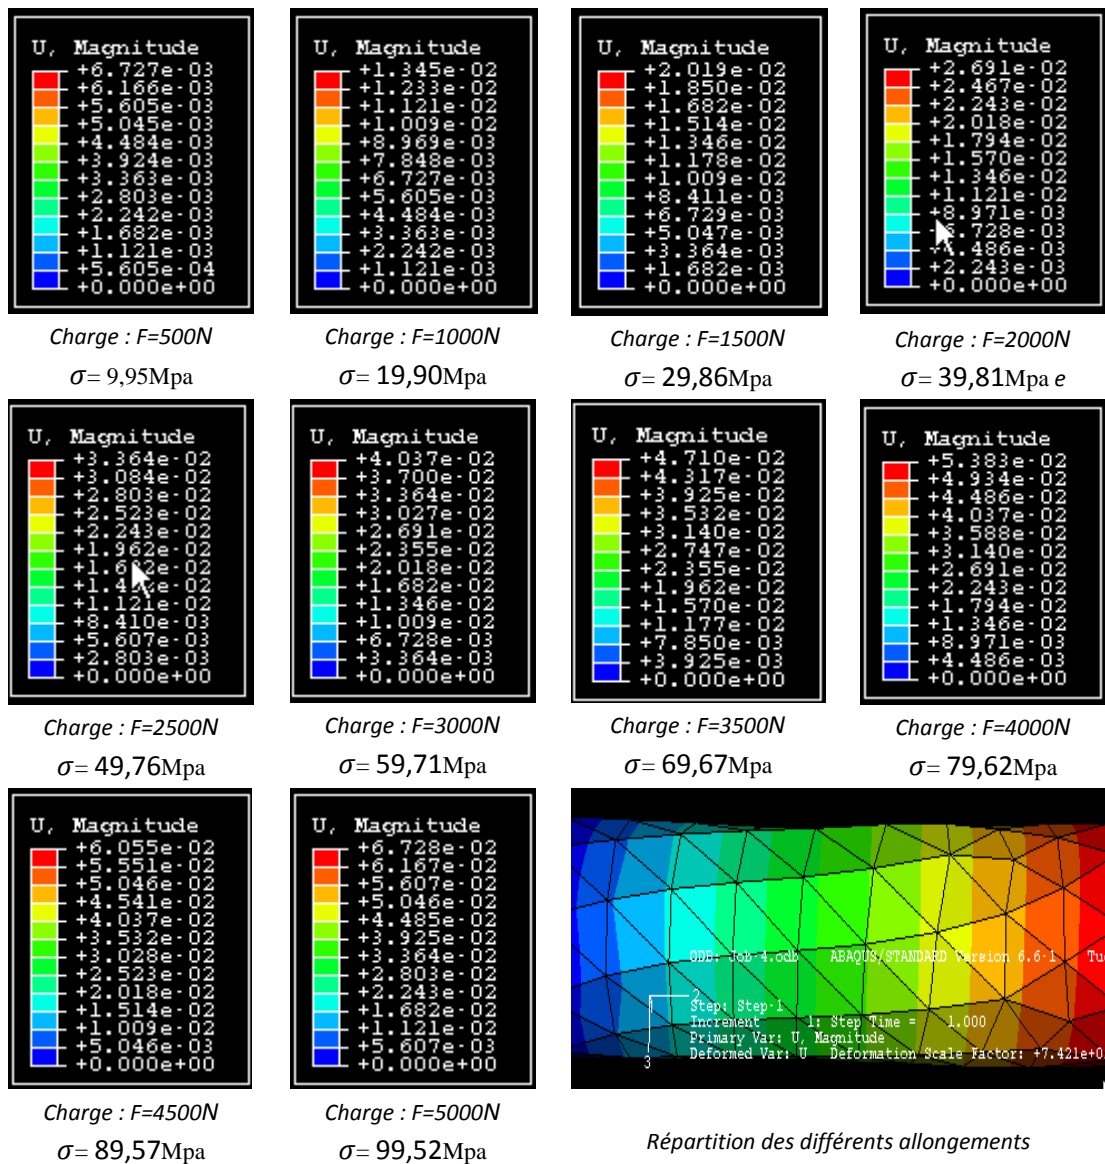 U, Magnitude
+6.727e-03
+6.166e-03
+5.605e-03
+5.045e-03
+4.484e-03
+3.924e-03
+3.363e-03
+2.803e-03
+2.242e-03
+1.682e-03
+1.121e-03
+5.605e-04
+0.000e+00
Charge : F=500N
σ= 9,95Mpa
U, Magnitude
+1.345e-02
+1.233e-02
+1.121e-02
+1.009e-02
+8.969e-03
+7.848e-03
+6.727e-03
+5.605e-03
+4.484e-03
+3.363e-03
+2.242e-03
+1.121e-03
+0.000e+00
Charge : F=1000N
σ= 19,90Mpa
U, Magnitude
+2.019e-02
+1.850e-02
+1.682e-02
+1.514e-02
+1.346e-02
+1.178e-02
+1.009e-02
+8.411e-03
+6.729e-03
+5.047e-03
+3.364e-03
+1.682e-03
+0.000e+00
Charge : F=1500N
σ= 29,86Mpa
U, Magnitude
+2.691e-02
+2.467e-02
+2.243e-02
+2.018e-02
+1.794e-02
+1.570e-02
+1.346e-02
+1.121e-02
+8.971e-03
.728e-03
.486e-03
+2.243e-03
+0.000e+00
Charge : F=2000N
σ= 39,81Mpa e
U, Magnitude
+3.364e-02
+3.084e-02
+2.803e-02
+2.523e-02
+2.243e-02
+1.962e-02
+1.121e-02
+8.410e-03
+5.607e-03
+2.803e-03
+0.000e+00
Charge : F=2500N
σ= 49,76Mpa
U, Magnitude
+4.037e-02
+3.700e-02
+3.364e-02
+3.027e-02
+2.691e-02
+2.355e-02
+2.018e-02
+1.682e-02
+1.346e-02
+1.009e-02
+6.728e-03
+3.364e-03
+0.000e+00
Charge : F=3000N
σ= 59,71Mpa
U, Magnitude
+4.710e-02
+4.317e-02
+3.925e-02
+3.532e-02
+3.140e-02
+2.747e-02
+2.355e-02
+1.962e-02
+1.570e-02
+1.177e-02
+7.850e-03
+3.925e-03
+0.000e+00
Charge : F=3500N
σ= 69,67Mpa
U, Magnitude
+5.383e-02
+4.934e-02
+4.486e-02
+4.037e-02
+3.588e-02
+3.140e-02
+2.691e-02
+2.243e-02
+1.794e-02
+1.346e-02
+8.971e-03
+4.486e-03
+0.000e+00
Charge : F=4000N
σ= 79,62Mpa
U, Magnitude
+6.055e-02
+5.551e-02
+5.046e-02
+4.541e-02
+4.037e-02
+3.532e-02
+3.028e-02
+2.523e-02
+2.018e-02
+1.514e-02
+1.009e-02
+5.046e-03
+0.000e+00
Charge : F=4500N
σ= 89,57Mpa
U, Magnitude
+6.728e-02
+6.167e-02
+5.607e-02
+5.046e-02
+4.485e-02
+3.925e-02
+3.364e-02
+2.803e-02
+2.243e-02
+1.682e-02
+1.121e-02
+5.607e-03
+0.000e+00
Charge : F=5000N
σ= 99,52Mpa
ODB: Job-4.odb ABAQUS/STANDARD Version 6.6-1 Tue
1 2
3
Step: Step-1
Increment 1: Step Time = 1.000
Primary Var: U, Magnitude
Deformed Var: U Deformation Scale Factor: +7.421e+0
Répartition des différents allongements